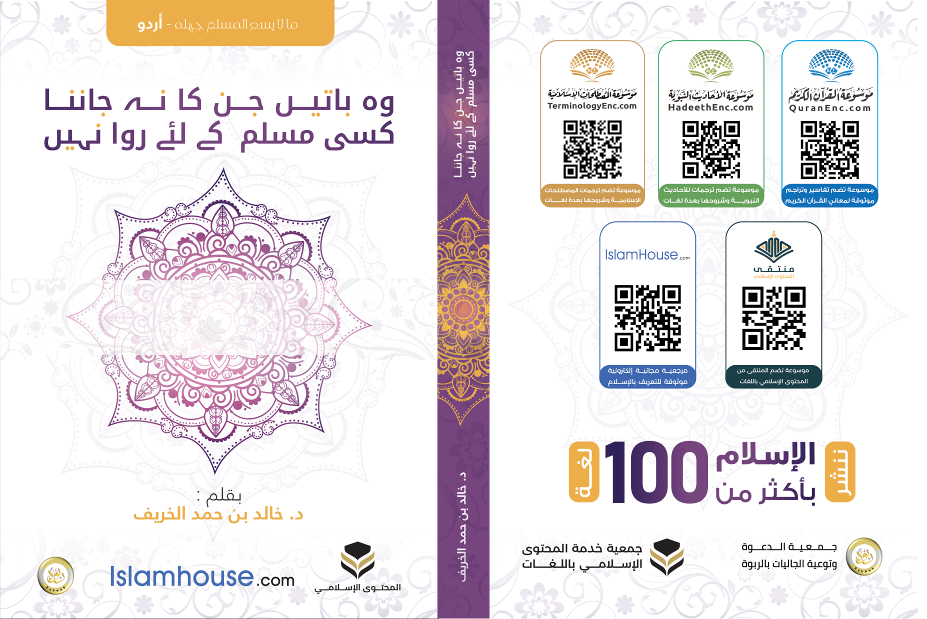 ما لا يسع المسلم جهله - أردو
وہ باتیں جن کا نہ جاننا
کسی مسلم کے لئے روا نہیں
بقلم :
د. خالد بن حمد الخريف
Islamhouse.com
المحتوى الإسلامي
وہ باتیں جن کا نہ جاننا
کسی مسلم کے لئے روا نہیں
د. خالد بن حمد الخريف
موسوعة المصطلحات الإسلامية
TerminologyEnc.com
موسوعة تضم ترجمات المصطلحات
الإسلامية وشروحها بعدة لغات
موسوعة الأحاديث النبوية
HadeethEnc.com
موسوعة تضم ترجمات للأحاديث
النبوية وشروحها بعدة لغات
موسوعة القرآن الكريم
QuranEnc.com
موسوعة تضم تفاسير وتراجم
موثوقة لمعاني القرآن الكريم
IslamHouse.com
مرجعية مجانية إلكترونية
موثوقة للتعريف بالإسلام
منتقى
المحتوى الإسلامي
موسوعة تضم المنتقى من
المحتوى الإسلامي باللغات
ننشر
الإسلام
بأكثر من
100
لغة
جمعية خدمة المحتوى
الإسلامي باللغات
جمعية الدعوة
وتوعية الجاليات بالربوة